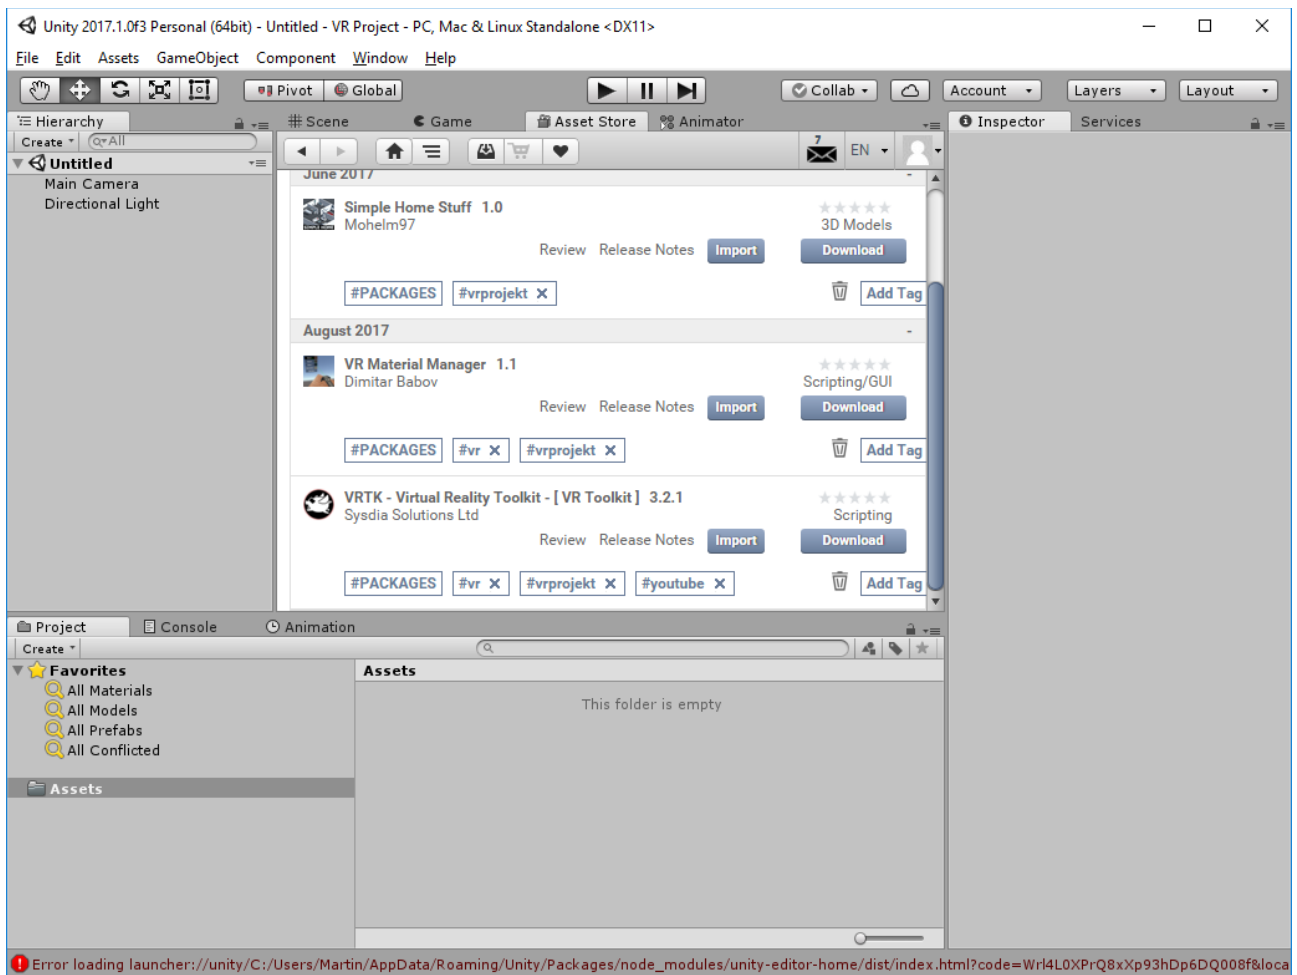 Unity 2017.1.0f3 Personal (64bit) - Untitled - VR Project - PC, Mac & Linux Standalone <DX11>
File Edit Assets GameObject Component Window Help
Pivot Global Collab Account Layers Layout
Hierarchy
Create All
Untitled
Main Camera
Directional Light
Scene Game Asset Store Animator
7 EN
June 2017 -
Simple Home Stuff 1.0
Mohelm97 3D Models
Review Release Notes Import Download
#PACKAGES #vrprojekt Add Tag
August 2017 -
VR Material Manager 1.1
Dimitar Babov Scripting/GUI
Review Release Notes Import Download
#PACKAGES #vr #vrprojekt Add Tag
VRTK - Virtual Reality Toolkit - [ VR Toolkit ] 3.2.1
Sysdia Solutions Ltd Scripting
Review Release Notes Import Download
#PACKAGES #vr #vrprojekt #youtube Add Tag
Inspector Services
Project Console Animation
Create
Favorites
All Materials
All Models
All Prefabs
All Conflicted
Assets
Assets
This folder is empty
Error loading launcher://unity/C:/Users/Martin/AppData/Roaming/Unity/Packages/node_modules/unity-editor-home/dist/index.html?code=Wrl4L0XPrQ8xXp93hDp6DQ008f&loca